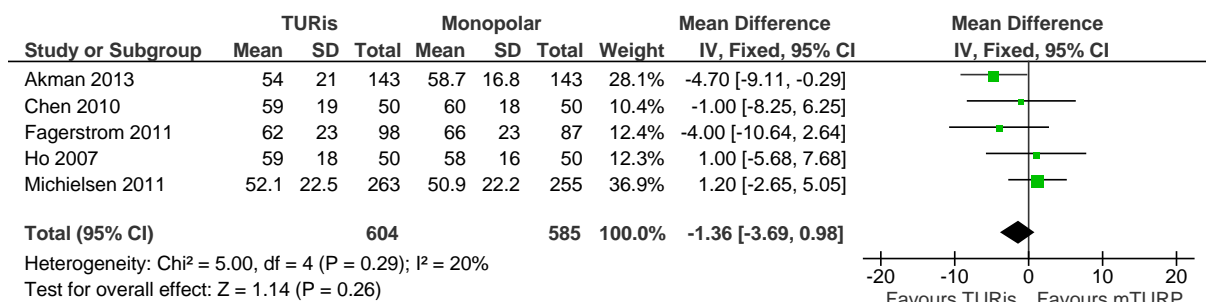 TURis Monopolar Mean Difference Mean Difference
Study or Subgroup Mean SD Total Mean SD Total Weight IV, Fixed, 95% CI IV, Fixed, 95% CI
Akman 2013 54 21 143 58.7 16.8 143 28.1% -4.70 [-9.11, -0.29]
Chen 2010 59 19 50 60 18 50 10.4% -1.00 [-8.25, 6.25]
Fagerstrom 2011 62 23 98 66 23 87 12.4% -4.00 [-10.64, 2.64]
Ho 2007 59 18 50 58 16 50 12.3% 1.00 [-5.68, 7.68]
Michielsen 2011 52.1 22.5 263 50.9 22.2 255 36.9% 1.20 [-2.65, 5.05]
Total (95% CI) 604 585 100.0% -1.36 [-3.69, 0.98]
Heterogeneity: Chi² = 5.00, df = 4 (P = 0.29); I² = 20%
Test for overall effect: Z = 1.14 (P = 0.26)
-20 -10 0 10 20
Favours TURis Favours mTURP